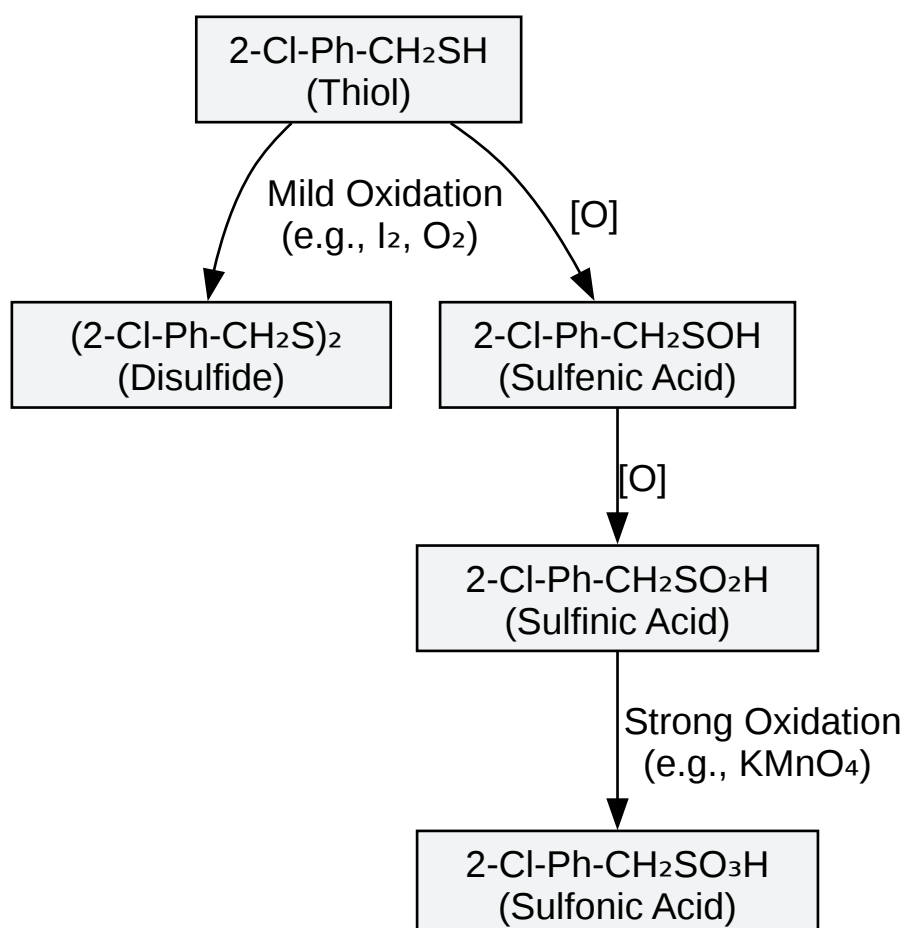 2-Cl-Ph-CH₂SH
(Thiol)
Mild Oxidation
(e.g., I₂, O₂)
[O]
(2-Cl-Ph-CH₂S)₂
(Disulfide)
2-Cl-Ph-CH₂SOH
(Sulfenic Acid)
[O]
2-Cl-Ph-CH₂SO₂H
(Sulfinic Acid)
Strong Oxidation
(e.g., KMnO₄)
2-Cl-Ph-CH₂SO₃H
(Sulfonic Acid)